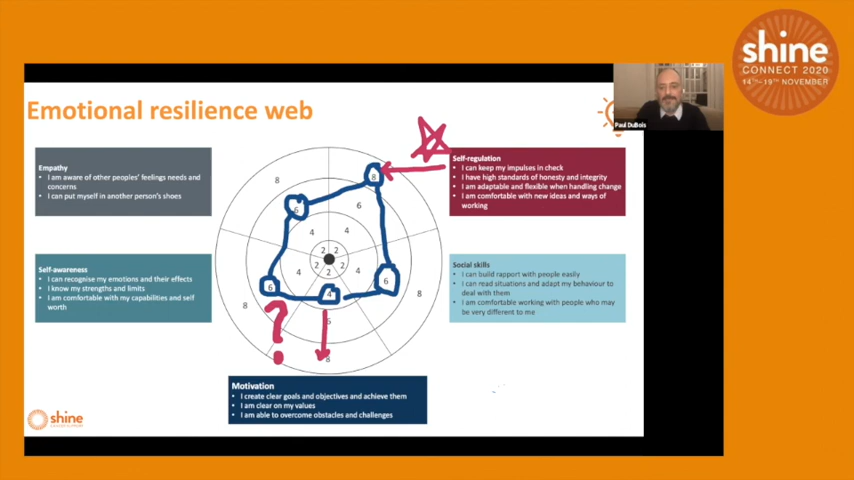 shine
CONNECT 2020
14TH-19TH NOVEMBER
Paul DuBois
Emotional resilience web
Empathy
• I am aware of other peoples' feelings needs and
concerns
• I can put myself in another person's shoes
Self-regulation
• I can keep my impulses in check
• I have high standards of honesty and integrity
• I am adaptable and flexible when handling change
• I am comfortable with new ideas and ways of
working
8
8
6
6
4
4
2
2
2
2
2
4
4
6
6
4
8
8
6
8
?
Self-awareness
• I can recognise my emotions and their effects
• I know my strengths and limits
• I am comfortable with my capabilities and self
worth
Social skills
• I can build rapport with people easily
• I can read situations and adapt my behaviour to
deal with them
• I am comfortable working with people who may
be very different to me
Motivation
• I create clear goals and objectives and achieve them
• I am clear on my values
• I am able to overcome obstacles and challenges
shine